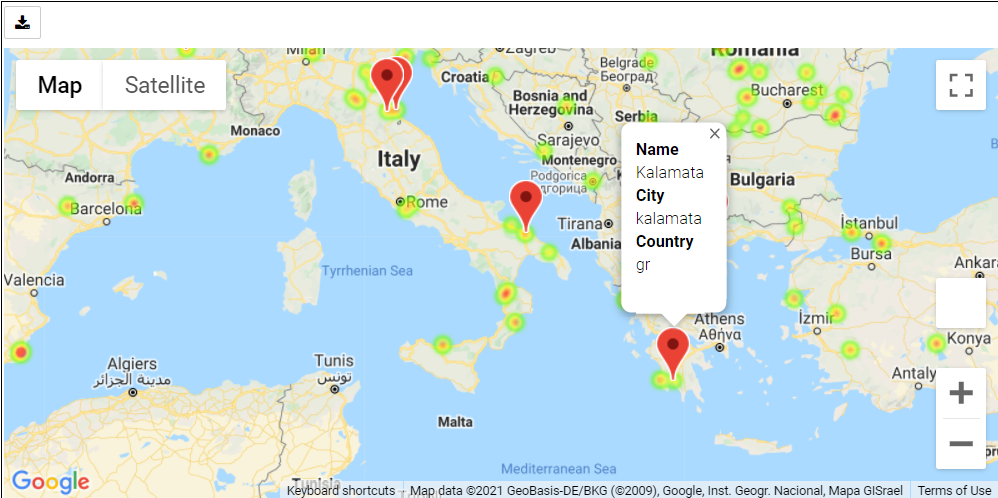 Milan
Zagreb
Romania
Map
Satellite
Croatia
Belgrade
Београд
Bucharest
Bosnia and
Herzegovina
Serbia
Monaco
Sarajevo
Italy
Montenegro
Podgorica
Подгорица
Andorra
Barcelona
Rome
Bulgaria
Tirana
Albania
İstanbul
Bursa
Name
Kalamata
City
kalamata
Country
gr
Tyrrhenian Sea
Valencia
Ankara
Athens
Αθήνα
İzmir
Konya
Algiers
مدينة الجزائر
Tunis
تونس
Antaly
Malta
Mediterranean Sea
Google
Keyboard shortcuts
Map data ©2021 GeoBasis-DE/BKG (©2009), Google, Inst. Geogr. Nacional, Mapa GISrael
Terms of Use